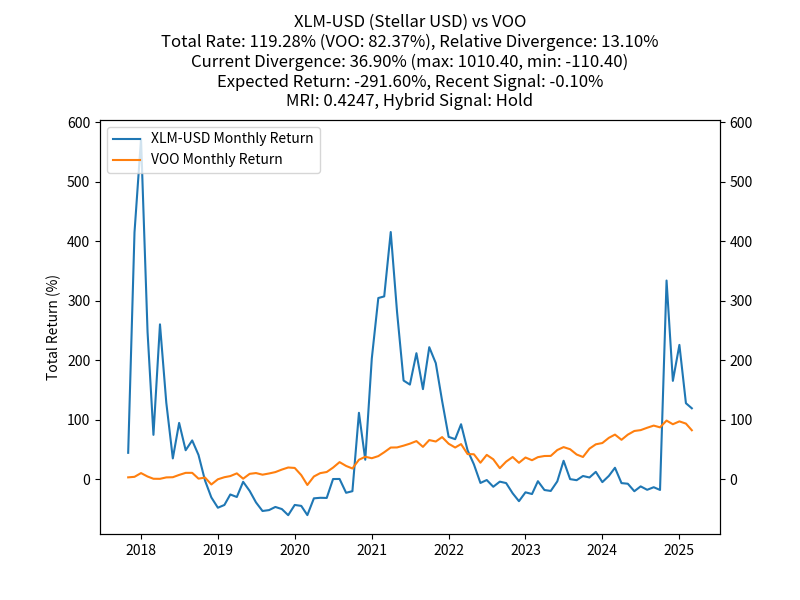 XLM-USD (Stellar USD) vs VOO
Total Rate: 119.28% (VOO: 82.37%), Relative Divergence: 13.10%
Current Divergence: 36.90% (max: 1010.40, min: -110.40)
Expected Return: -291.60%, Recent Signal: -0.10%
MRI: 0.4247, Hybrid Signal: Hold
XLM-USD Monthly Return
VOO Monthly Return
Total Return (%)
600
500
400
300
200
100
0
600
500
400
300
200
100
0
2018 2019 2020 2021 2022 2023 2024 2025